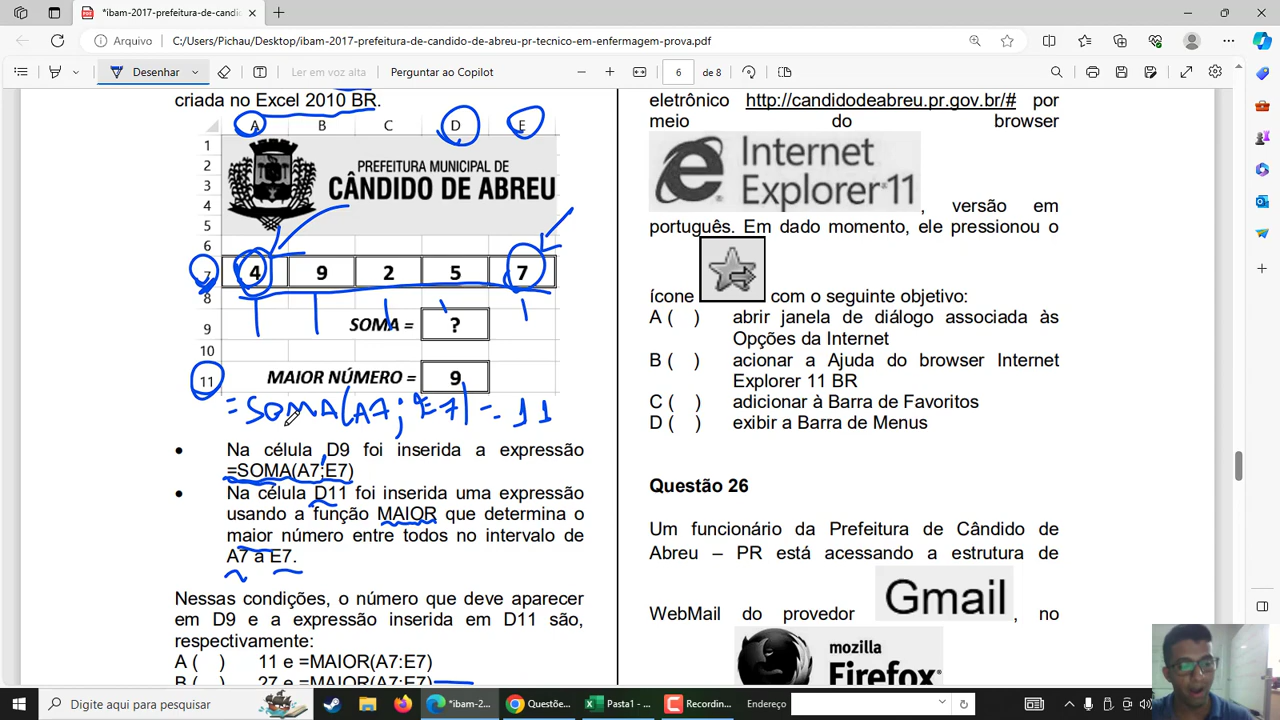 *ibam-2017-prefeitura-de-candic
Arquivo
C:/Users/Pichau/Desktop/ibam-2017-prefeitura-de-candido-de-abreu-pr-tecnico-em-enfermagem-prova.pdf
Desenhar
Ler em voz alta
Perguntar ao Copilot
6
de 8
criada no Excel 2010 BR.
A B C D E
1
2
3
4
5
6
7
8
9
10
11
PREFEITURA MUNICIPAL DE
CÂNDIDO DE ABREU
4 9 2 5 7
SOMA = ?
MAIOR NÚMERO = 9
=SOMA(A7;E7) = 11
• Na célula D9 foi inserida a expressão
=SOMA(A7;E7)
• Na célula D11 foi inserida uma expressão
usando a função MAIOR que determina o
maior número entre todos no intervalo de
A7 a E7.
Nessas condições, o número que deve aparecer
em D9 e a expressão inserida em D11 são,
respectivamente:
A ( ) 11 e =MAIOR(A7:E7)
B ( ) 27 e =MAIOR(A7:E7)
eletrônico http://candidodeabreu.pr.gov.br/# por
meio do browser
Internet
Explorer 11
, versão em
português. Em dado momento, ele pressionou o
ícone com o seguinte objetivo:
A ( ) abrir janela de diálogo associada às
Opções da Internet
B ( ) acionar a Ajuda do browser Internet
Explorer 11 BR
C ( ) adicionar à Barra de Favoritos
D ( ) exibir a Barra de Menus
Questão 26
Um funcionário da Prefeitura de Cândido de
Abreu – PR está acessando a estrutura de
WebMail do provedor Gmail, no
mozilla
Firefox
Digite aqui para pesquisar
*ibam-2...
Questõe...
Pasta1 - ...
Recordin...
Endereço